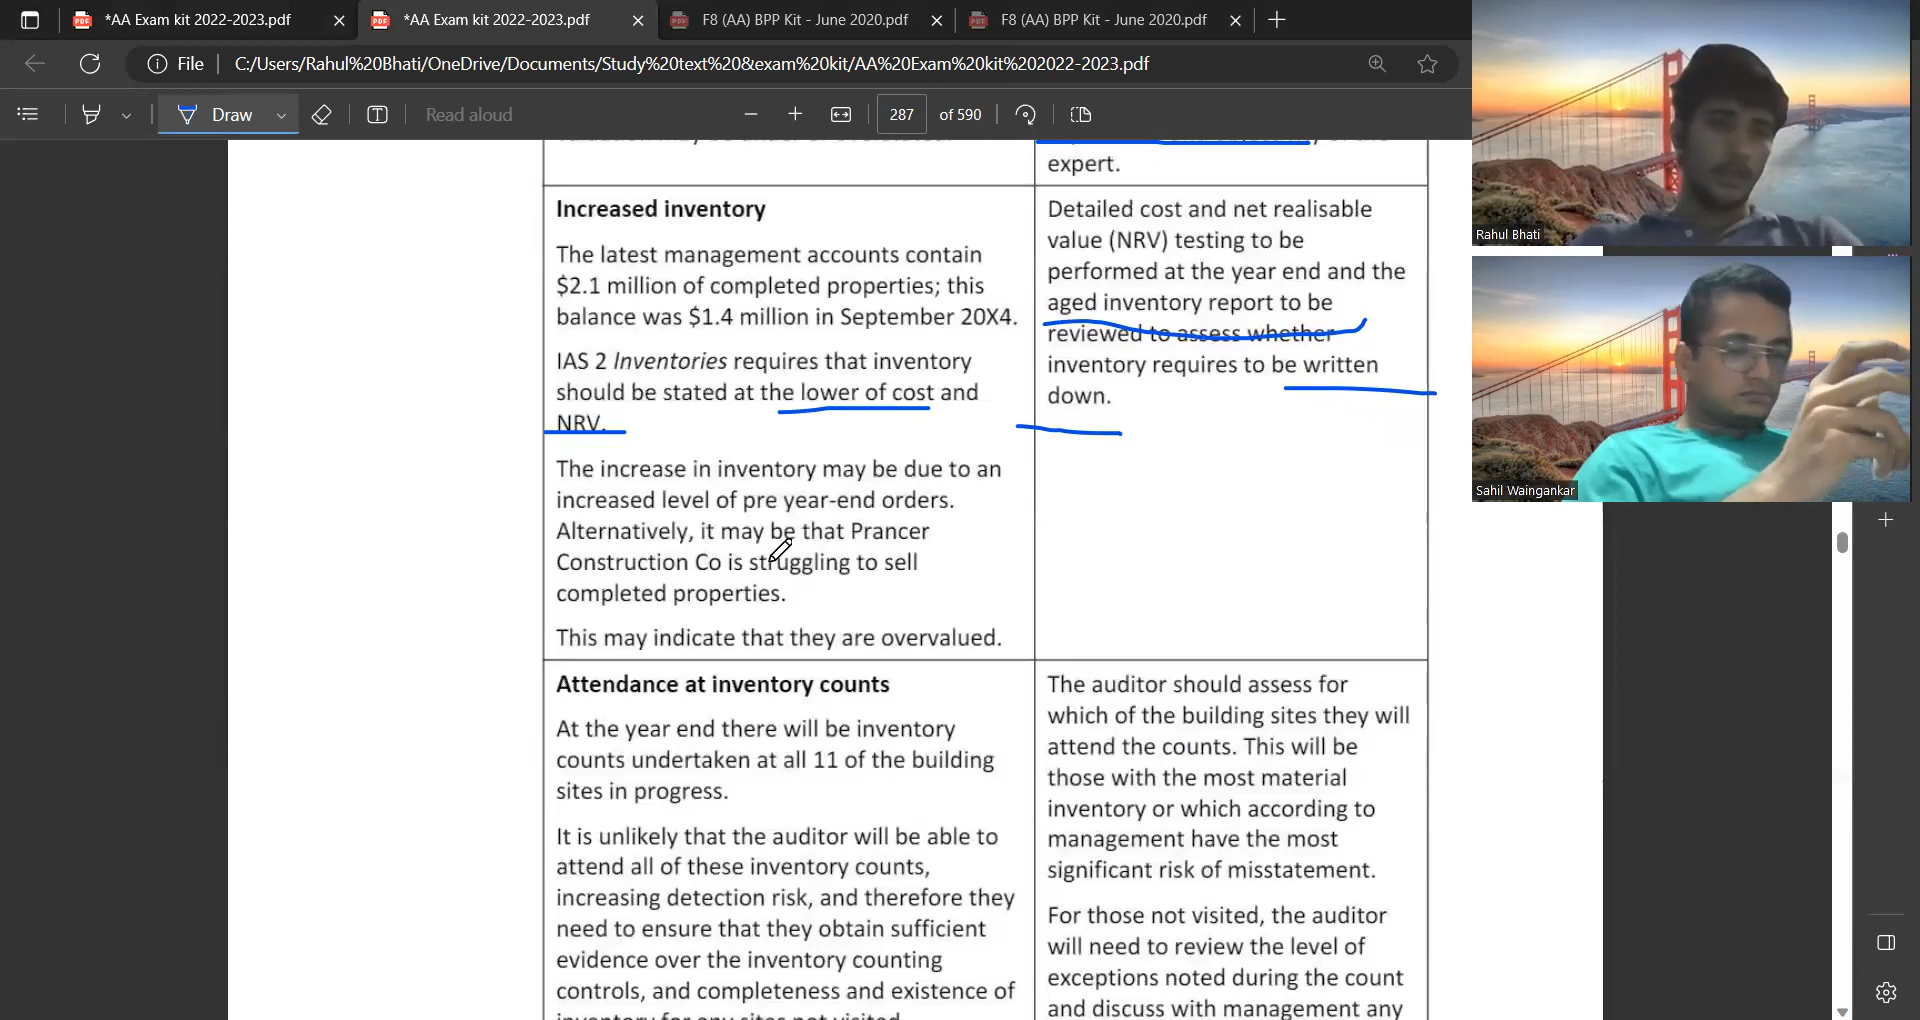 *AA Exam kit 2022-2023.pdf
*AA Exam kit 2022-2023.pdf
F8 (AA) BPP Kit - June 2020.pdf
F8 (AA) BPP Kit - June 2020.pdf
File
C:/Users/Rahul%20Bhati/OneDrive/Documents/Study%20text%20&exam%20kit/AA%20Exam%20kit%202022-2023.pdf
Draw
Read aloud
287
of 590
expert.
Increased inventory
The latest management accounts contain
$2.1 million of completed properties; this
balance was $1.4 million in September 20X4.
IAS 2 Inventories requires that inventory
should be stated at the lower of cost and
NRV.
The increase in inventory may be due to an
increased level of pre year-end orders.
Alternatively, it may be that Prancer
Construction Co is struggling to sell
completed properties.
This may indicate that they are overvalued.
Detailed cost and net realisable
value (NRV) testing to be
performed at the year end and the
aged inventory report to be
reviewed to assess whether
inventory requires to be written
down.
Attendance at inventory counts
At the year end there will be inventory
counts undertaken at all 11 of the building
sites in progress.
It is unlikely that the auditor will be able to
attend all of these inventory counts,
increasing detection risk, and therefore they
need to ensure that they obtain sufficient
evidence over the inventory counting
controls, and completeness and existence of
The auditor should assess for
which of the building sites they will
attend the counts. This will be
those with the most material
inventory or which according to
management have the most
significant risk of misstatement.
For those not visited, the auditor
will need to review the level of
exceptions noted during the count
and discuss with management any
Rahul Bhati
Sahil Waingankar